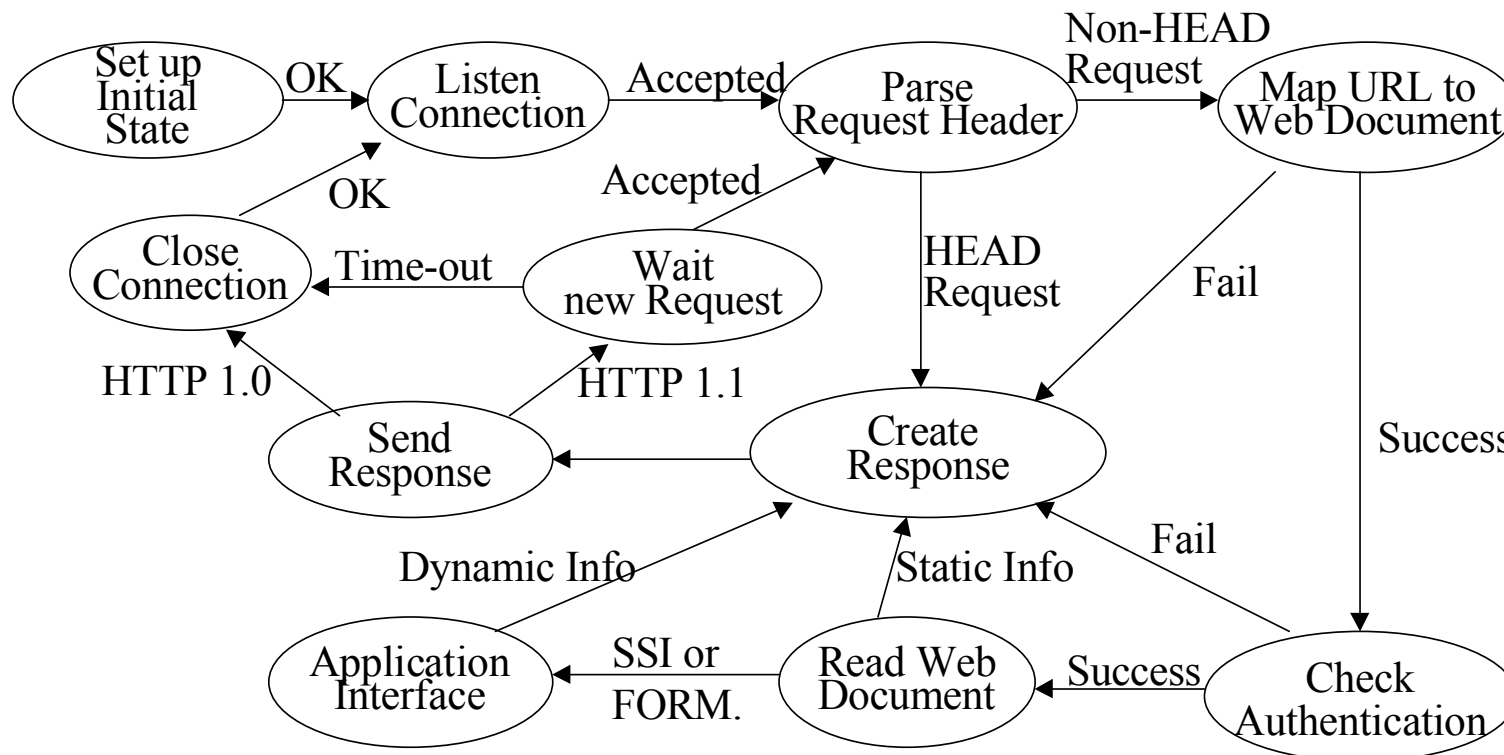 Set up
Initial
State
OK
Listen
Connection
Accepted
Parse
Request Header
Non-HEAD
Request
Map URL to
Web Document
OK
Accepted
Close
Connection
Time-out
Wait
new Request
HEAD
Request
Fail
HTTP 1.0
HTTP 1.1
Send
Response
Create
Response
Success
Dynamic Info
Static Info
Fail
Application
Interface
SSI or
FORM.
Read Web
Document
Success
Check
Authentication